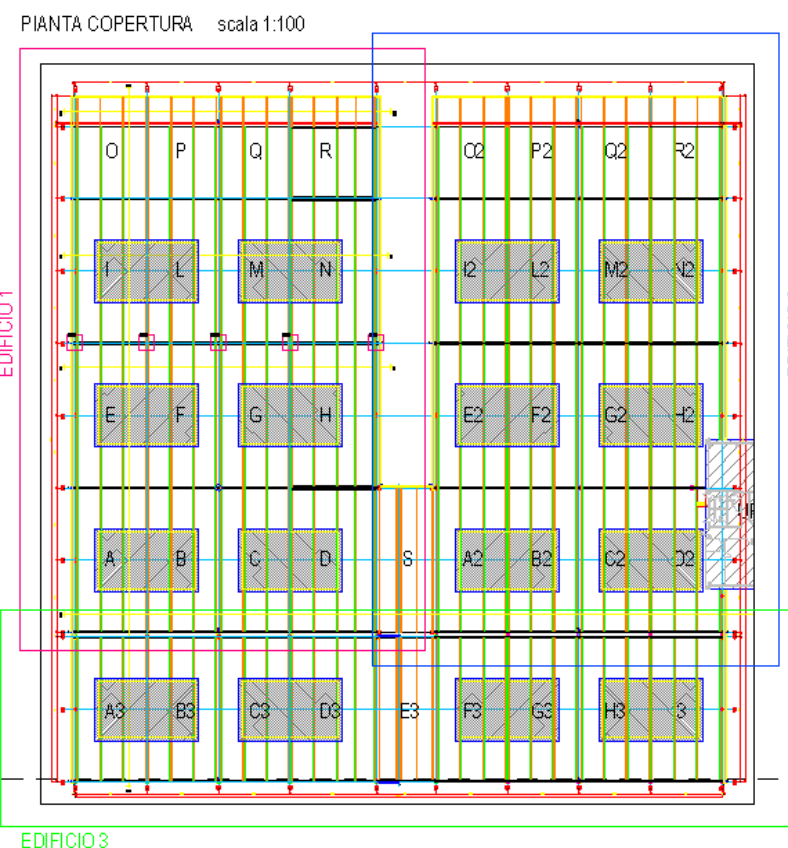 PIANTA COPERTURA scala 1:100
O P Q R O2 P2 Q2 R2
I L M N I2 L2 M2 N2
EDIFICIO 1
E F G H E2 F2 G2 H2
A B C D S A2 B2 C2 D2
A3 B3 C3 D3 E3 F3 G3 H3
EDIFICIO 3